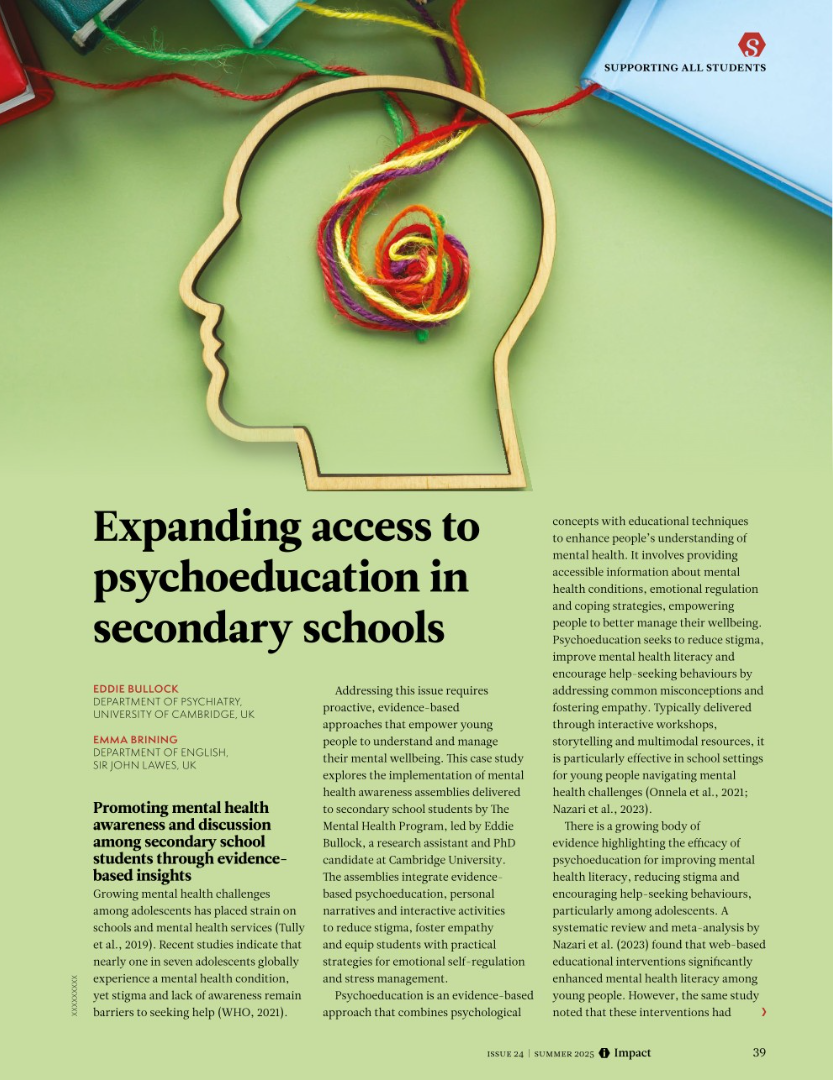 S
SUPPORTING ALL STUDENTS
Expanding access to
psychoeducation in
secondary schools
EDDIE BULLOCK
DEPARTMENT OF PSYCHIATRY,
UNIVERSITY OF CAMBRIDGE, UK
EMMA BRINING
DEPARTMENT OF ENGLISH,
SIR JOHN LAWES, UK
Promoting mental health
awareness and discussion
among secondary school
students through evidence-
based insights
Growing mental health challenges
among adolescents has placed strain on
schools and mental health services (Tully
et al., 2019). Recent studies indicate that
nearly one in seven adolescents globally
experience a mental health condition,
yet stigma and lack of awareness remain
barriers to seeking help (WHO, 2021).
Addressing this issue requires
proactive, evidence-based
approaches that empower young
people to understand and manage
their mental wellbeing. This case study
explores the implementation of mental
health awareness assemblies delivered
to secondary school students by The
Mental Health Program, led by Eddie
Bullock, a research assistant and PhD
candidate at Cambridge University.
The assemblies integrate evidence-
based psychoeducation, personal
narratives and interactive activities
to reduce stigma, foster empathy
and equip students with practical
strategies for emotional self-regulation
and stress management.
Psychoeducation is an evidence-based
approach that combines psychological
concepts with educational techniques
to enhance people's understanding of
mental health. It involves providing
accessible information about mental
health conditions, emotional regulation
and coping strategies, empowering
people to better manage their wellbeing.
Psychoeducation seeks to reduce stigma,
improve mental health literacy and
encourage help-seeking behaviours by
addressing common misconceptions and
fostering empathy. Typically delivered
through interactive workshops,
storytelling and multimodal resources, it
is particularly effective in school settings
for young people navigating mental
health challenges (Onnela et al., 2021;
Nazari et al., 2023).
There is a growing body of
evidence highlighting the efficacy of
psychoeducation for improving mental
health literacy, reducing stigma and
encouraging help-seeking behaviours,
particularly among adolescents. A
systematic review and meta-analysis by
Nazari et al. (2023) found that web-based
educational interventions significantly
enhanced mental health literacy among
young people. However, the same study
noted that these interventions had
XXXXXXXXX
ISSUE 24 | SUMMER 2025 Impact
39